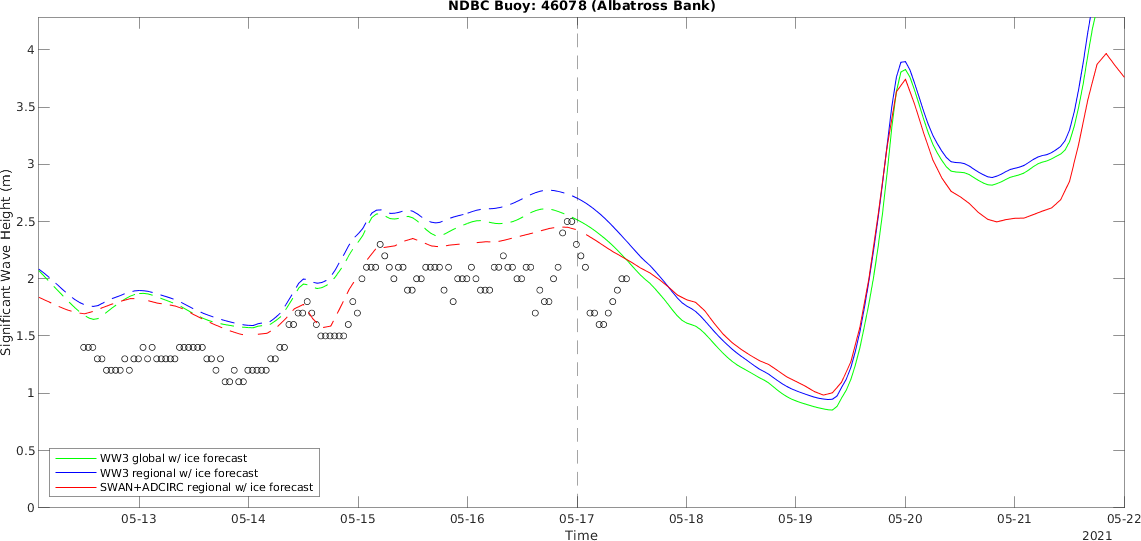 NDBC Buoy: 46078 (Albatross Bank)
Significant Wave Height (m)
4
3.5
3
2.5
2
1.5
1
0.5
0
WW3 global w/ ice forecast
WW3 regional w/ ice forecast
SWAN+ADCIRC regional w/ ice forecast
05-13 05-14 05-15 05-16 05-17 05-18 05-19 05-20 05-21 05-22
Time
2021